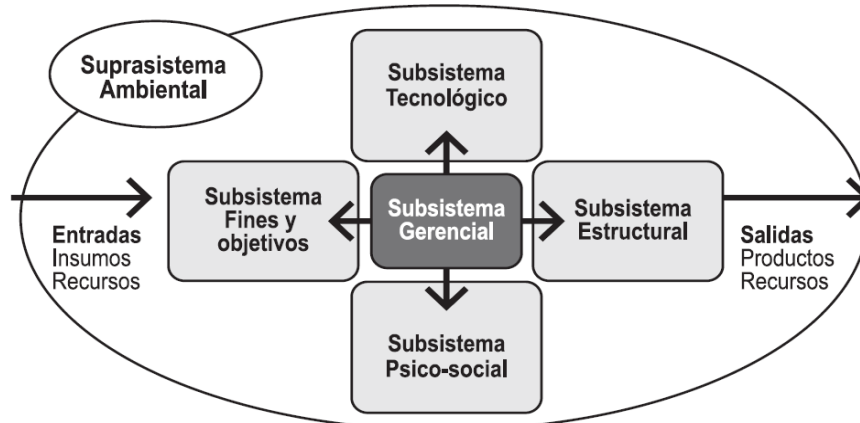 Suprasistema
Ambiental
Subsistema
Tecnológico
Entradas
Insumos
Recursos
Subsistema
Fines y
objetivos
Subsistema
Gerencial
Subsistema
Estructural
Salidas
Productos
Recursos
Subsistema
Psico-social